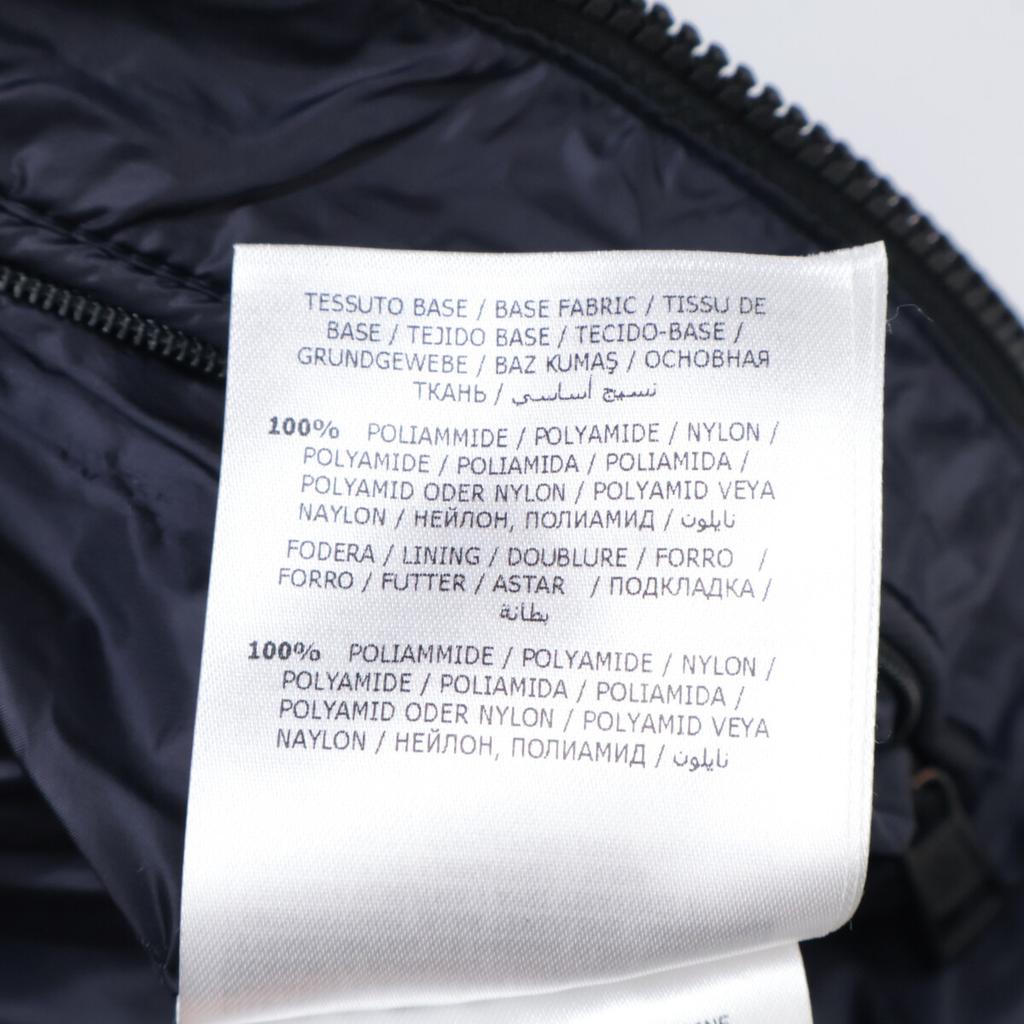 TESSUTO BASE / BASE FABRIC / TISSU DE
BASE / TEJIDO BASE / TECIDO-BASE /
GRUNDGEWEBE / BAZ KUMAŞ / ОСНОВНАЯ
ТКАНЬ / نسيج أساسي
100% POLIAMMIDE / POLYAMIDE / NYLON /
POLYAMIDE / POLIAMIDA / POLIAMIDA /
POLYAMID ODER NYLON / POLYAMID VEYA
NAYLON / НЕЙЛОН, ПОЛИАМИД / نايلون
FODERA / LINING / DOUBLURE / FORRO /
FORRO / FUTTER / ASTAR / ПОДКЛАДКА /
بطانة
100% POLIAMMIDE / POLYAMIDE / NYLON /
POLYAMIDE / POLIAMIDA / POLIAMIDA /
POLYAMID ODER NYLON / POLYAMID VEYA
NAYLON / НЕЙЛОН, ПОЛИАМИД / نايلون